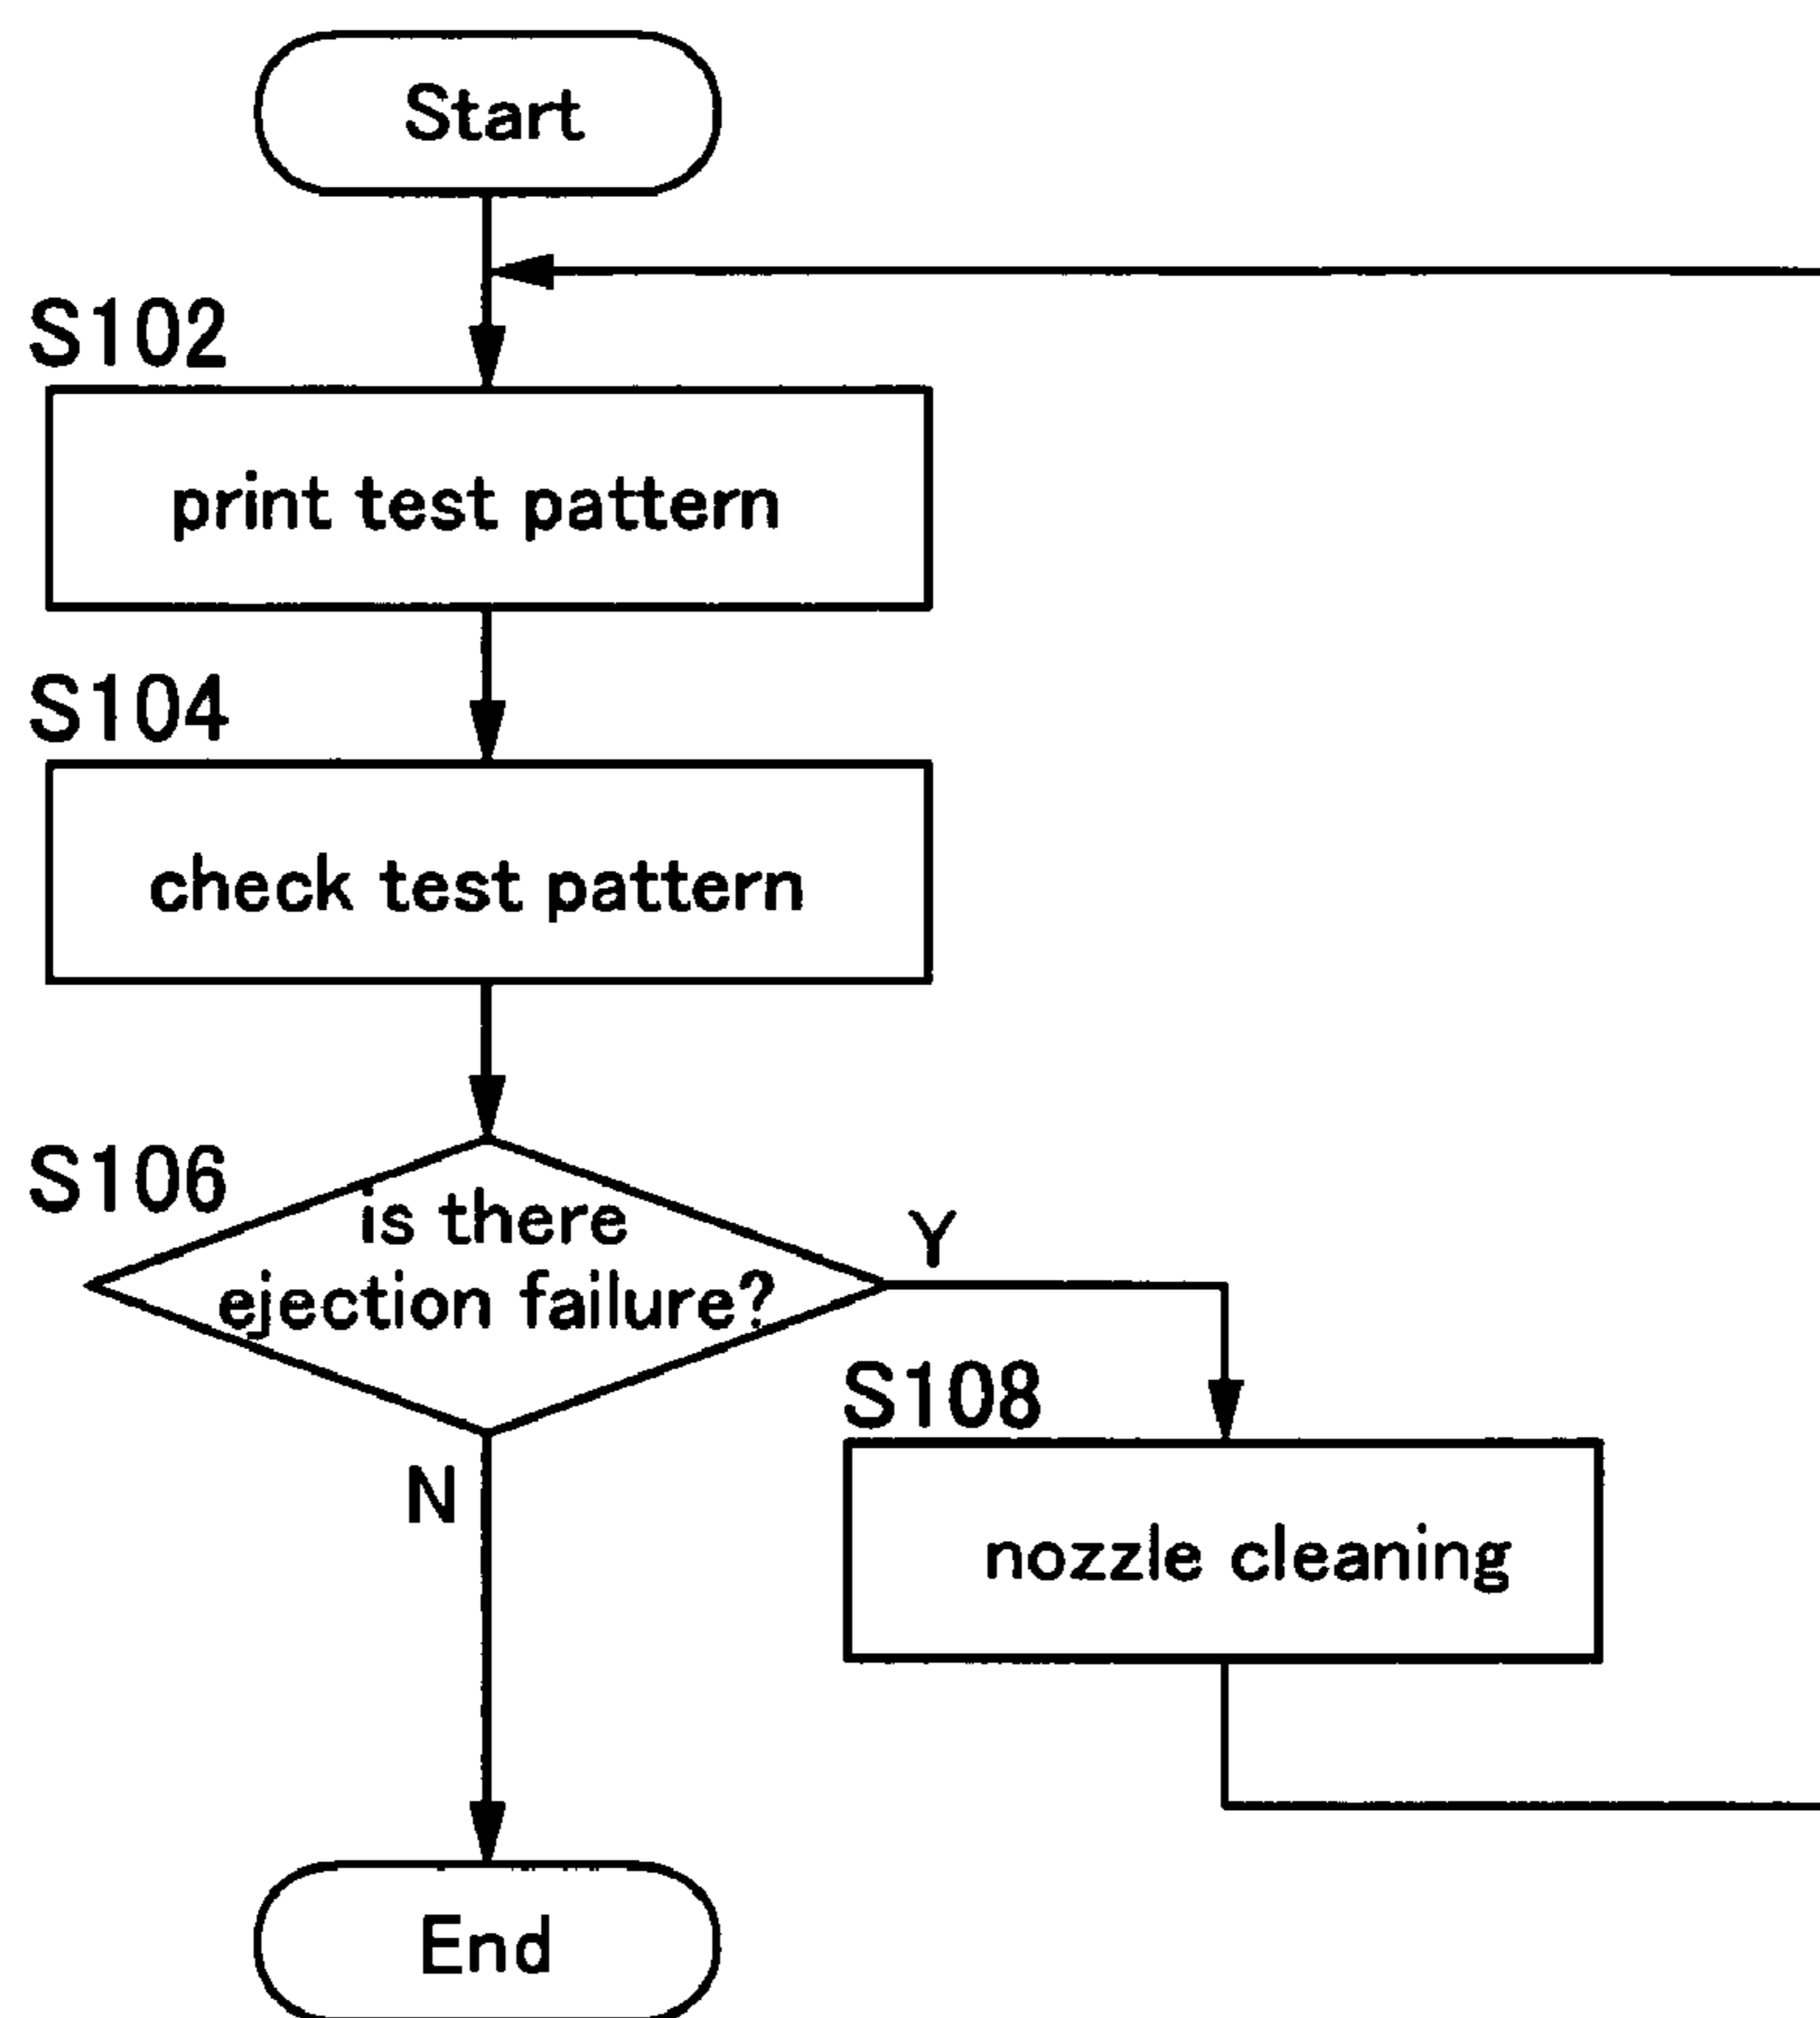 Start
S102
print test pattern
S104
check test pattern
S106
is there
ejection failure?
Y
S108
N
nozzle cleaning
End